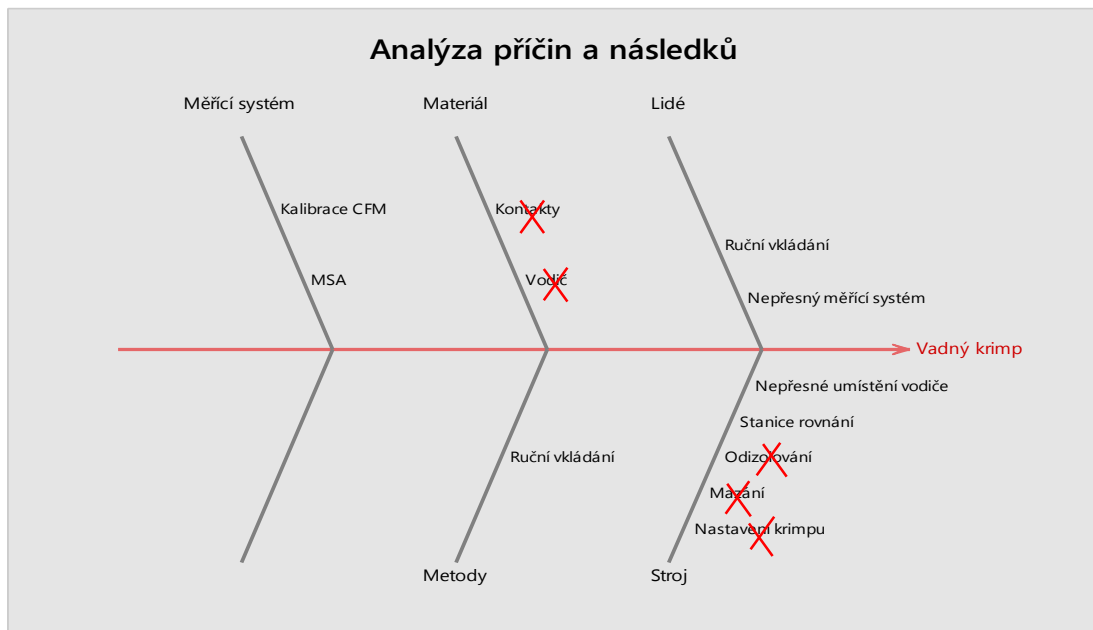 Analýza příčin a následků
Měřící systém
Materiál
Lidé
Kalibrace CFM
Kontakty
MSA
Vodič
Ruční vkládání
Nepřesný měřící systém
Vadný krimp
Nepřesné umístění vodiče
Stanice rovnání
Ruční vkládání
Odizolování
Mazání
Nastavení krimpu
Metody
Stroj